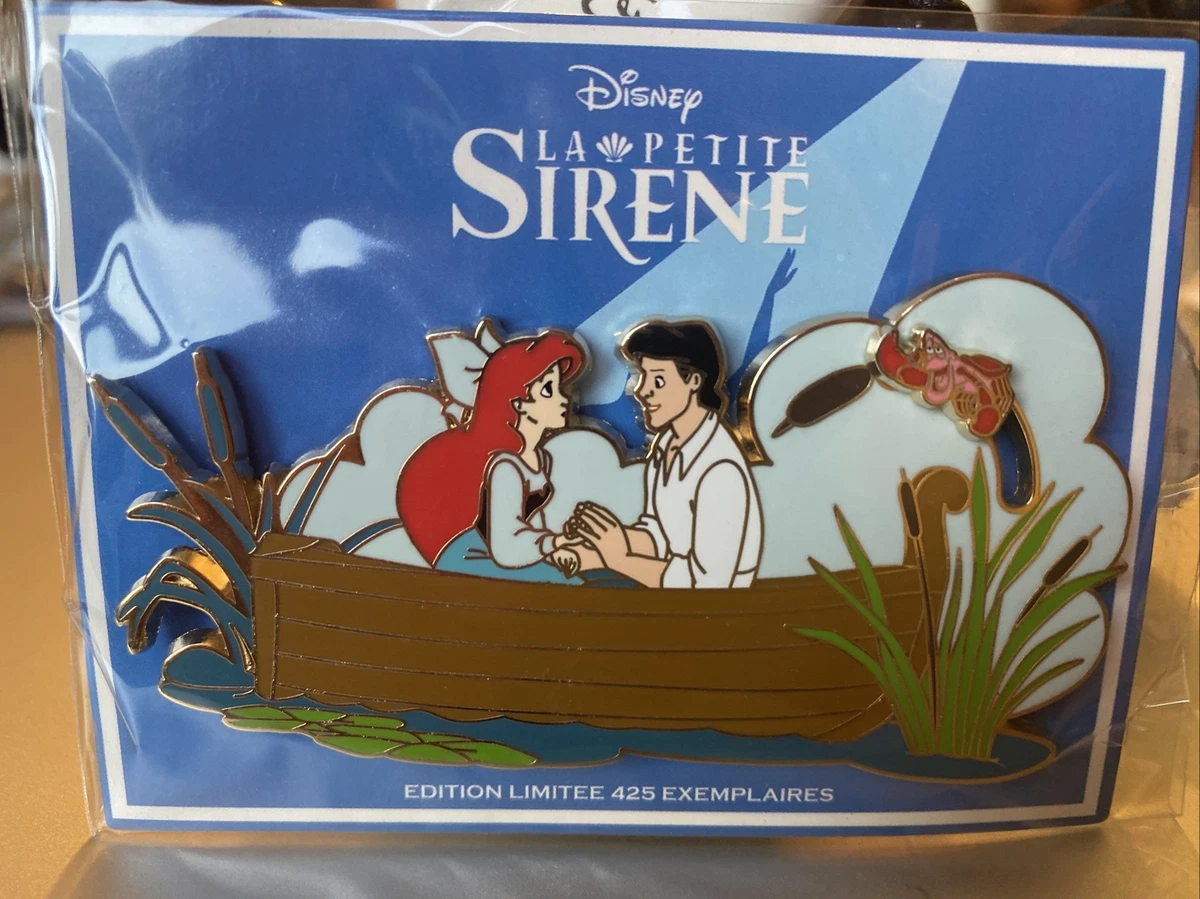 Disney
LA PETITE
SIRENE
EDITION LIMITEE 425 EXEMPLAIRES